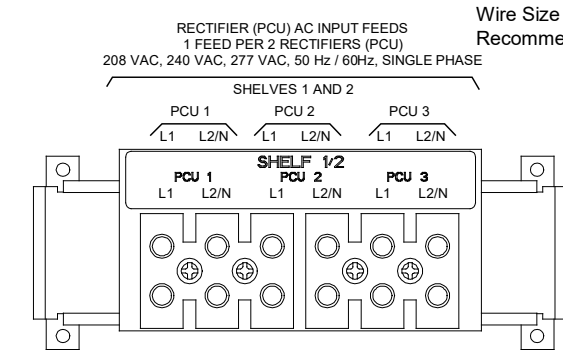 Wire Size
Recomme
RECTIFIER (PCU) AC INPUT FEEDS
1 FEED PER 2 RECTIFIERS (PCU)
208 VAC, 240 VAC, 277 VAC, 50 Hz / 60Hz, SINGLE PHASE
SHELVES 1 AND 2
PCU 1 PCU 2 PCU 3
L1 L2/N L1 L2/N L1 L2/N
SHELF 1/2
PCU 1 PCU 2 PCU 3
L1 L2/N L1 L2/N L1 L2/N